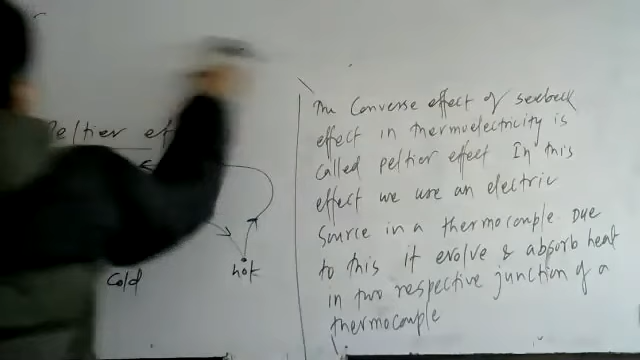 Peltier ef
Cold
hot
The Converse effect of seebeck
effect in thermoelectricity is
called peltier effect In this
effect we use an electric
Source in a thermocouple Due
to this it evolve & absorb heat
in two respective junction of a
thermocouple